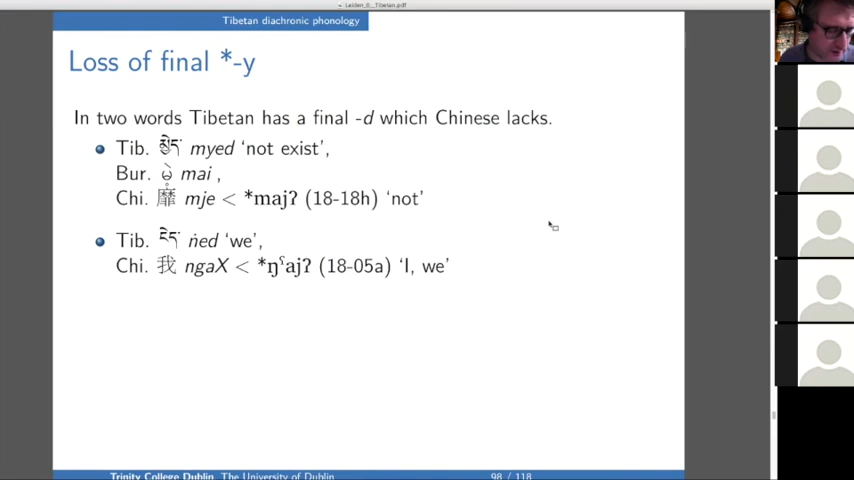 Leiden_6__Tibetan.pdf
Tibetan diachronic phonology
Loss of final *-y
In two words Tibetan has a final -d which Chinese lacks.
Tib. མྱེད་ myed ‘not exist’,
Bur. မဲ့ mai ,
Chi. 靡 mje < *majʔ (18-18h) ‘not’
Tib. ངེད་ ṅed ‘we’,
Chi. 我 ngaX < *ŋˤajʔ (18-05a) ‘I, we’
Trinity College Dublin, The University of Dublin
98 / 118